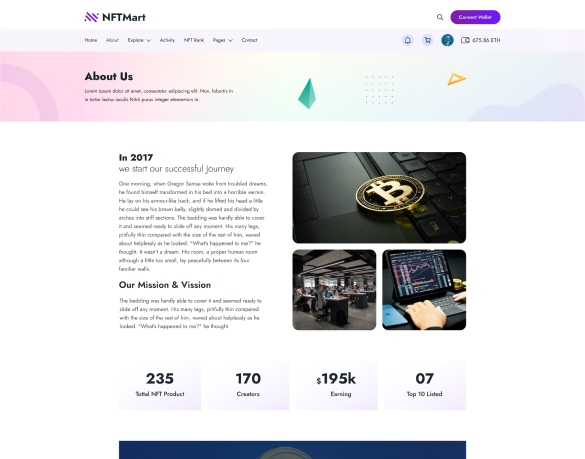 NFTMart
Connect Wallet
Home About Explore Activity NFT Rank Pages Contact
675.86 ETH
About Us
Lorem ipsum dolor sit amet, consectetur adipiscing elit. Non, lobortis in
in tortor lectus iaculis Nibh purus integer elementum in.
In 2017
we start our successful Journey
One morning, when Gregor Samsa woke from troubled dreams,
he found himself transformed in his bed into a horrible vermin.
He lay on his armour-like back, and if he lifted his head a little
he could see his brown belly, slightly domed and divided by
arches into stiff sections. The bedding was hardly able to cover
it and seemed ready to slide off any moment. His many legs,
pitifully thin compared with the size of the rest of him, waved
about helplessly as he looked. "What's happened to me?" he
thought. It wasn't a dream. His room, a proper human room
although a little too small, lay peacefully between its four
familiar walls.
Our Mission & Vission
The bedding was hardly able to cover it and seemed ready to
slide off any moment. His many legs, pitifully thin compared
with the size of the rest of him, waved about helplessly as he
looked. "What's happened to me?" he thought.
235
Tottal NFT Product
170
Creators
$195k
Earning
07
Top 10 Listed